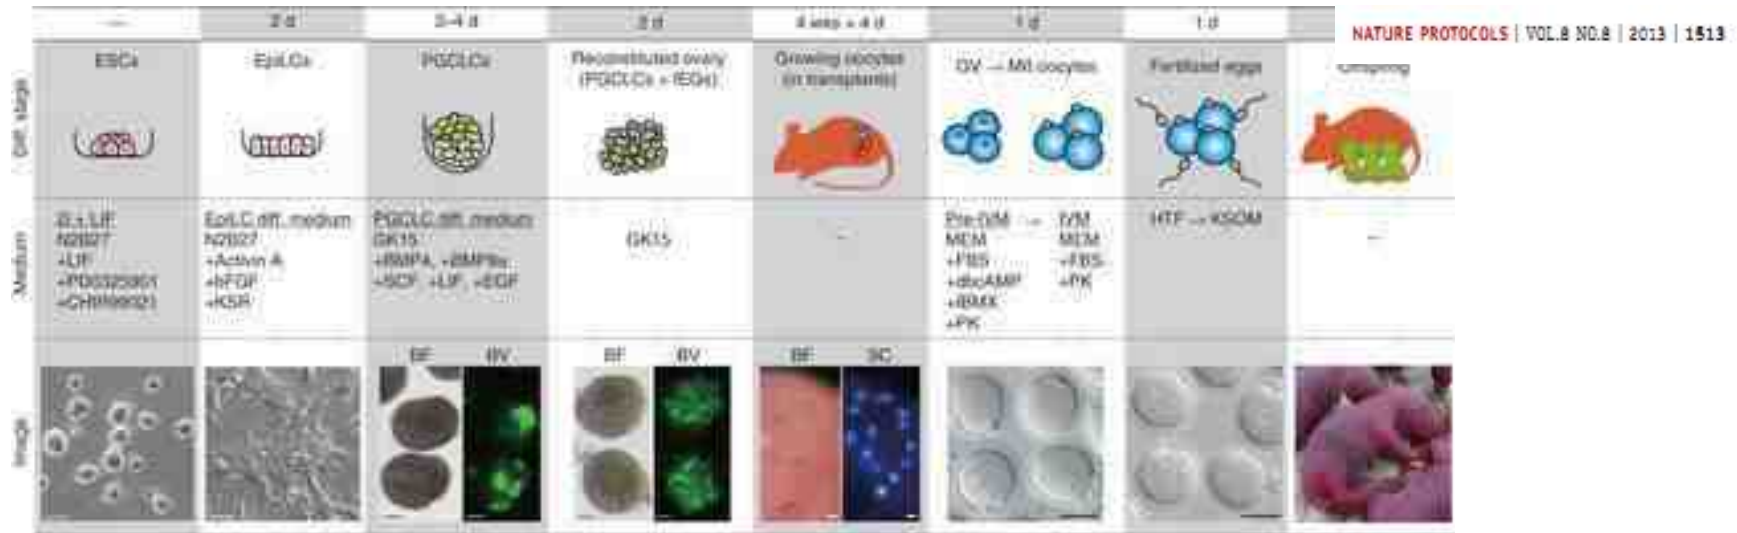 2 d
3–4 d
2 d
4 wks + 4 d
1 d
1 d
NATURE PROTOCOLS | VOL.8 NO.8 | 2013 | 1513
Diff. stage
ESCs
EpiLCs
PGCLCs
Reconstituted ovary
(PGCLCs + fEGs)
Growing oocytes
(in transplants)
GV → MII oocytes
Fertilized eggs
Offspring
Medium
2i + LIF
N2B27
+LIF
+PD0325901
+CHIR99021
EpiLC diff. medium
N2B27
+Activin A
+bFGF
+KSR
PGCLC diff. medium
GK15
+BMP4, +BMP8a
+SCF, +LIF, +EGF
GK15
–
Pre-IVM → IVM
MEM
+FBS
+dbcAMP
+IBMX
+PK
MEM
+FBS
+PK
HTF → KSOM
–
Image
BF BV
BF BV
BF SC